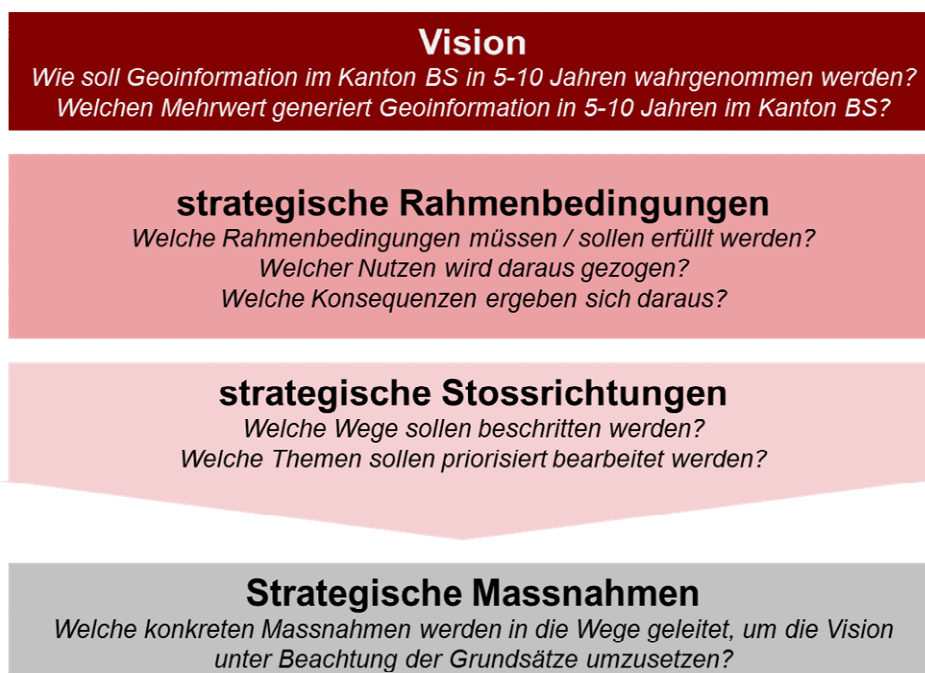 Vision
Wie soll Geoinformation im Kanton BS in 5-10 Jahren wahrgenommen werden?
Welchen Mehrwert generiert Geoinformation in 5-10 Jahren im Kanton BS?
strategische Rahmenbedingungen
Welche Rahmenbedingungen müssen / sollen erfüllt werden?
Welcher Nutzen wird daraus gezogen?
Welche Konsequenzen ergeben sich daraus?
strategische Stossrichtungen
Welche Wege sollen beschritten werden?
Welche Themen sollen priorisiert bearbeitet werden?
Strategische Massnahmen
Welche konkreten Massnahmen werden in die Wege geleitet, um die Vision
unter Beachtung der Grundsätze umzusetzen?